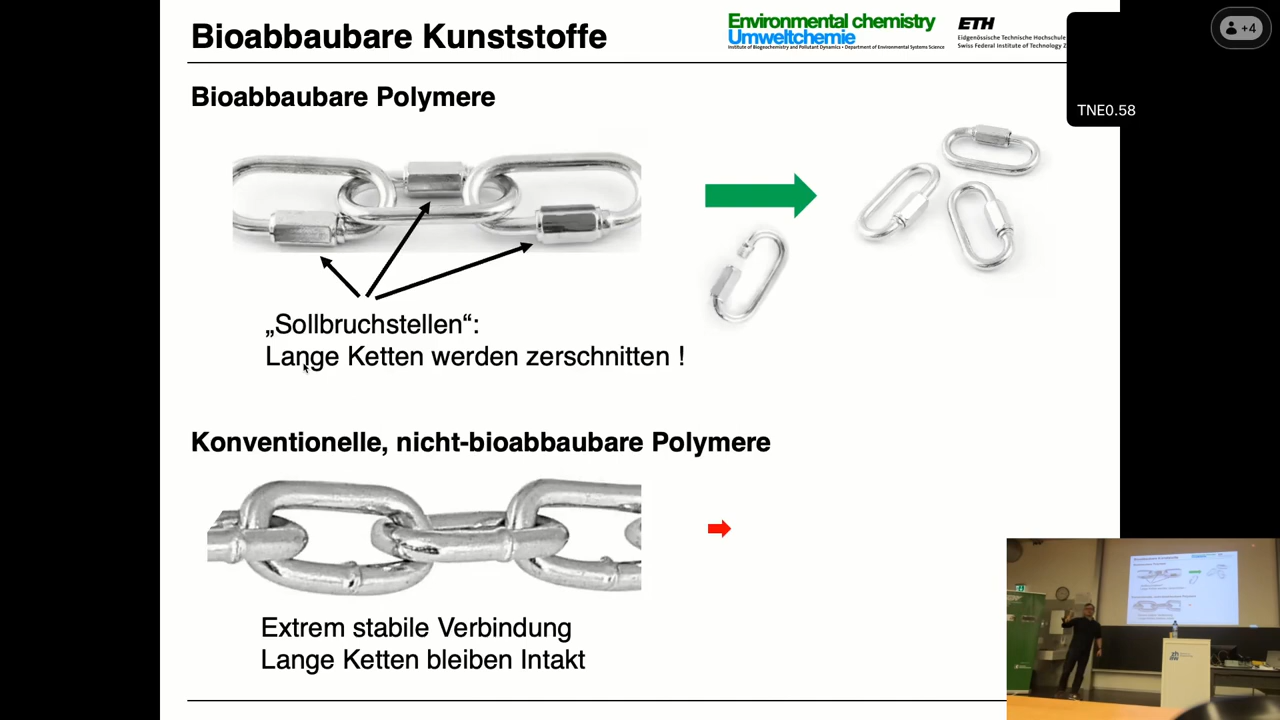 Bioabbaubare Kunststoffe
Environmental chemistry
Umweltchemie
Institute of Biogeochemistry and Pollutant Dynamics • Department of Environmental Systems Science
ETH
Eidgenössische Technische Hochschule
Swiss Federal Institute of Technology Z
+4
TNE0.58
Bioabbaubare Polymere
„Sollbruchstellen“:
Lange Ketten werden zerschnitten !
Konventionelle, nicht-bioabbaubare Polymere
Extrem stabile Verbindung
Lange Ketten bleiben Intakt